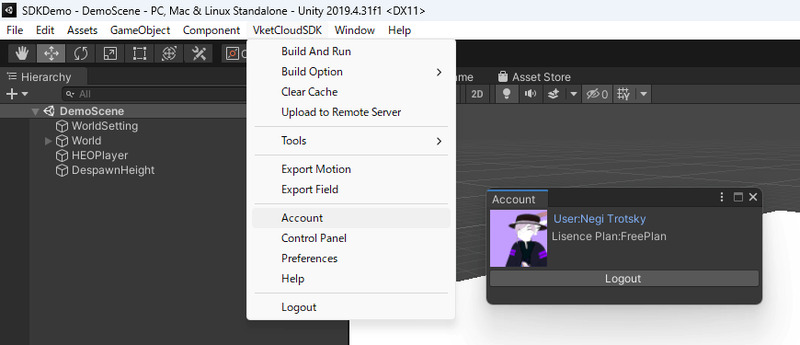 SDKDemo - DemoScene - PC, Mac & Linux Standalone - Unity 2019.4.31f1 <DX11>
File Edit Assets GameObject Component VketCloudSDK Window Help
Hierarchy
All
DemoScene
WorldSetting
World
HEOPlayer
DespawnHeight
Build And Run
Build Option
Clear Cache
Upload to Remote Server
Tools
Export Motion
Export Field
Account
Control Panel
Preferences
Help
Logout
Asset Store
2D
0
Account
User:Negi Trotsky
Lisence Plan:FreePlan
Logout